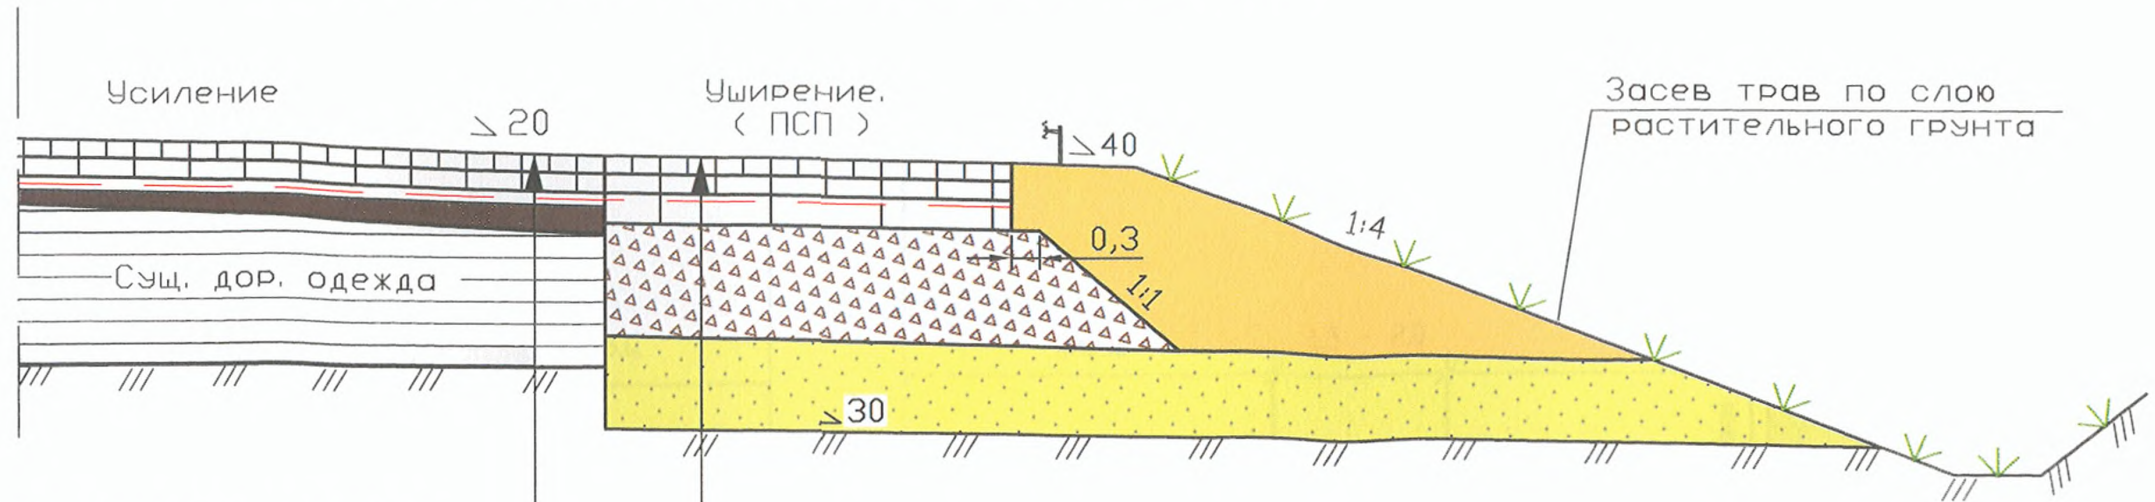 Усиление
20
Уширение.
( ПСП )
40
Засев трав по слою
растительного грунта
1:4
0,3
1:1
Сущ. дор. одежда
30